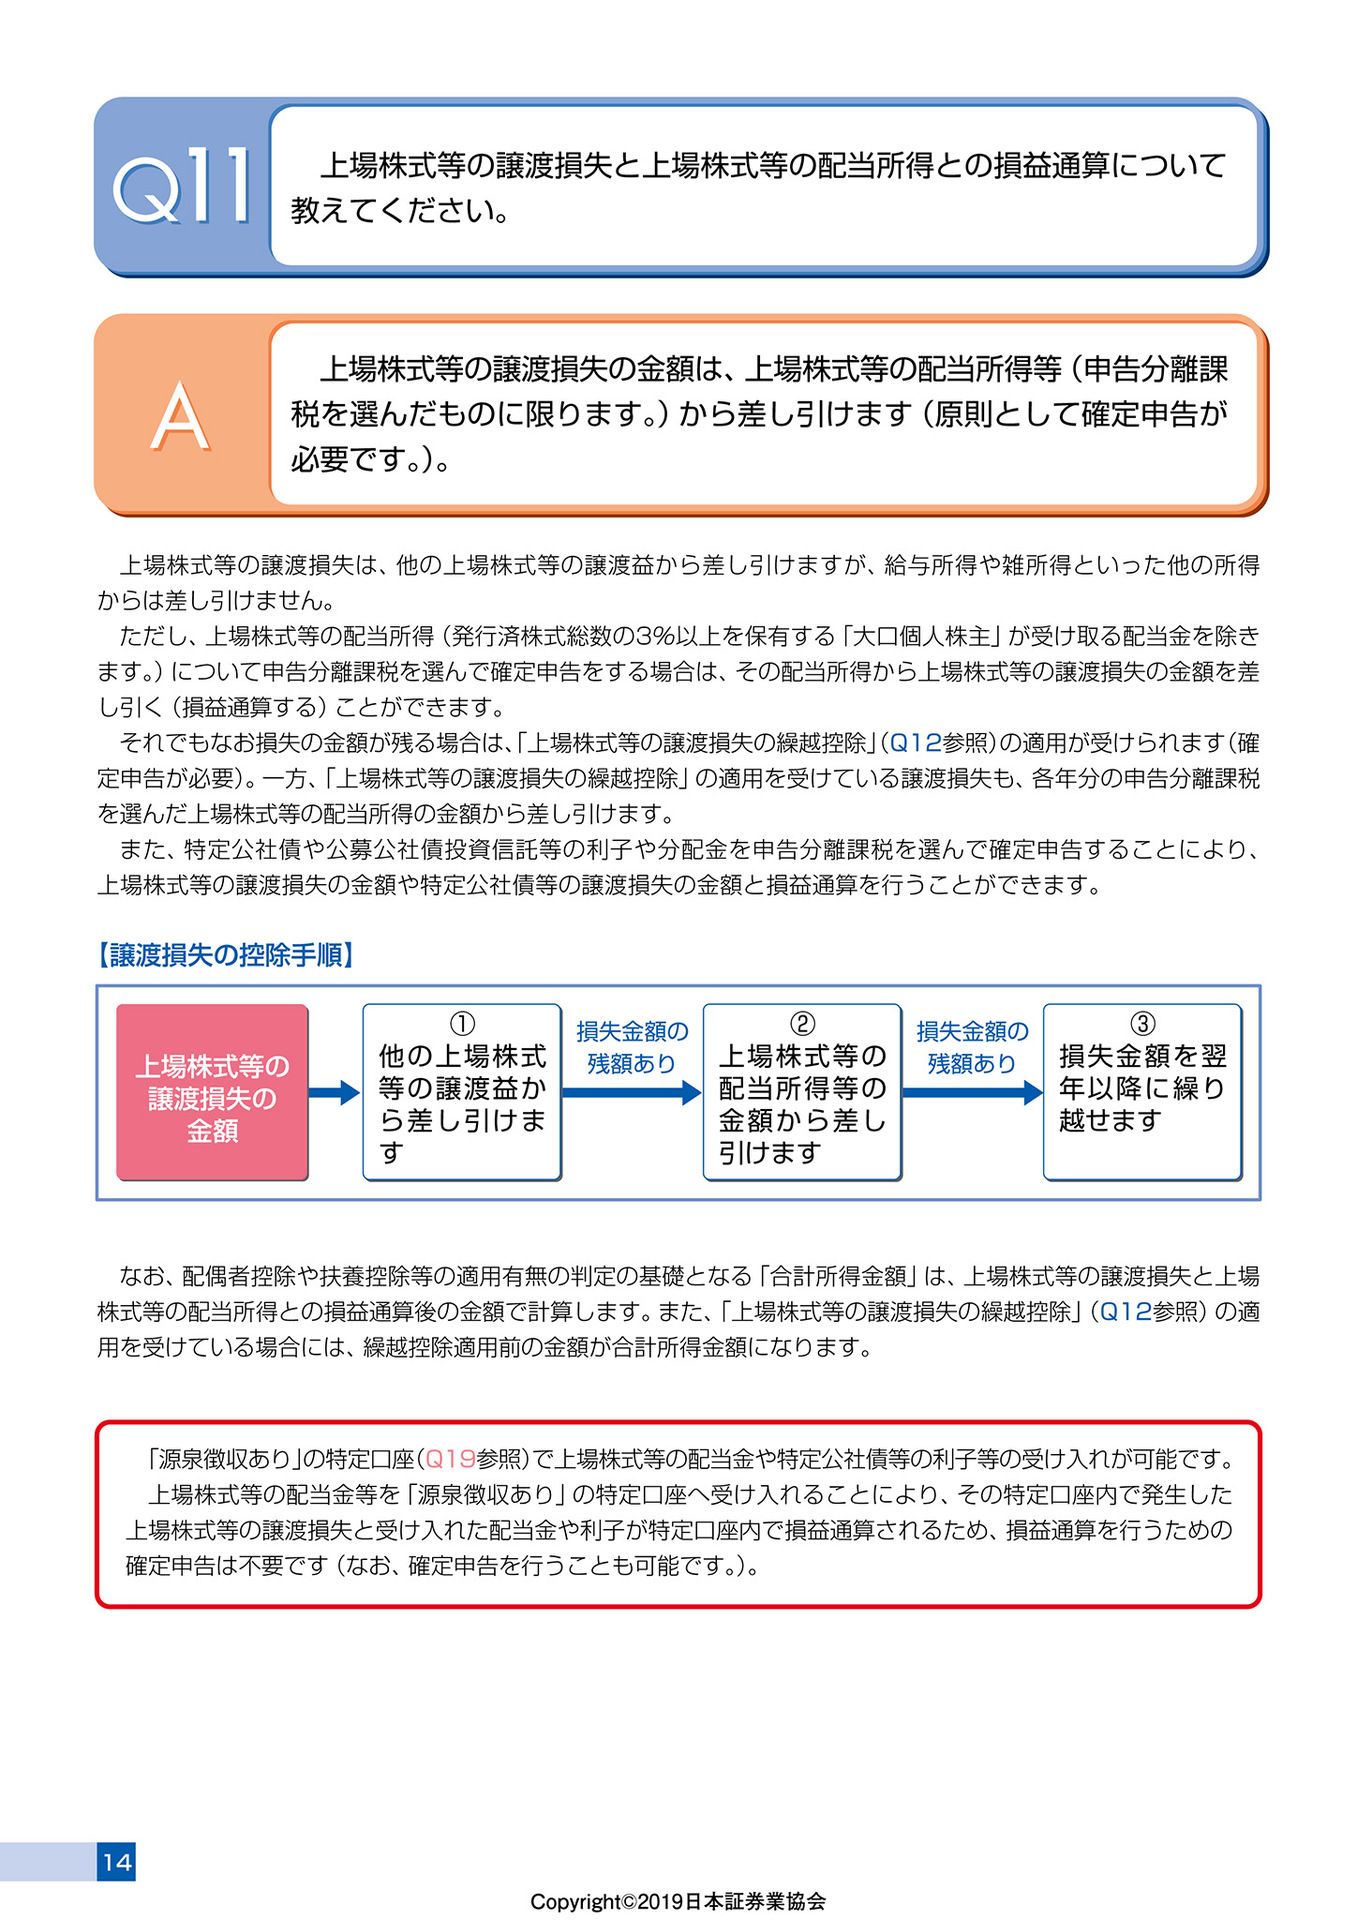 Q11
上場株式等の譲渡損失と上場株式等の配当所得との損益通算について
教えてください。
A
上場株式等の譲渡損失の金額は、上場株式等の配当所得等（申告分離課
税を選んだものに限ります。）から差し引けます（原則として確定申告が
必要です。）。
上場株式等の譲渡損失は、他の上場株式等の譲渡益から差し引けますが、給与所得や雑所得といった他の所得
からは差し引けません。
ただし、上場株式等の配当所得（発行済株式総数の3％以上を保有する「大口個人株主」が受け取る配当金を除き
ます。）について申告分離課税を選んで確定申告をする場合は、その配当所得から上場株式等の譲渡損失の金額を差
し引く（損益通算する）ことができます。
それでもなお損失の金額が残る場合は、「上場株式等の譲渡損失の繰越控除」（Q12参照）の適用が受けられます（確
定申告が必要）。一方、「上場株式等の譲渡損失の繰越控除」の適用を受けている譲渡損失も、各年分の申告分離課税
を選んだ上場株式等の配当所得の金額から差し引けます。
また、特定公社債や公募公社債投資信託等の利子や分配金を申告分離課税を選んで確定申告することにより、
上場株式等の譲渡損失の金額や特定公社債等の譲渡損失の金額と損益通算を行うことができます。
【譲渡損失の控除手順】
上場株式等の
譲渡損失の
金額
①
他の上場株式
等の譲渡益か
ら差し引けま
す
損失金額の
残額あり
②
上場株式等の
配当所得等の
金額から差し
引けます
損失金額の
残額あり
③
損失金額を翌
年以降に繰り
越せます
なお、配偶者控除や扶養控除等の適用有無の判定の基礎となる「合計所得金額」は、上場株式等の譲渡損失と上場
株式等の配当所得との損益通算後の金額で計算します。また、「上場株式等の譲渡損失の繰越控除」（Q12参照）の適
用を受けている場合には、繰越控除適用前の金額が合計所得金額になります。
「源泉徴収あり」の特定口座（Q19参照）で上場株式等の配当金や特定公社債等の利子等の受け入れが可能です。
上場株式等の配当金等を「源泉徴収あり」の特定口座へ受け入れることにより、その特定口座内で発生した
上場株式等の譲渡損失と受け入れた配当金や利子が特定口座内で損益通算されるため、損益通算を行うための
確定申告は不要です（なお、確定申告を行うことも可能です。）。
14
Copyright©2019日本証券業協会